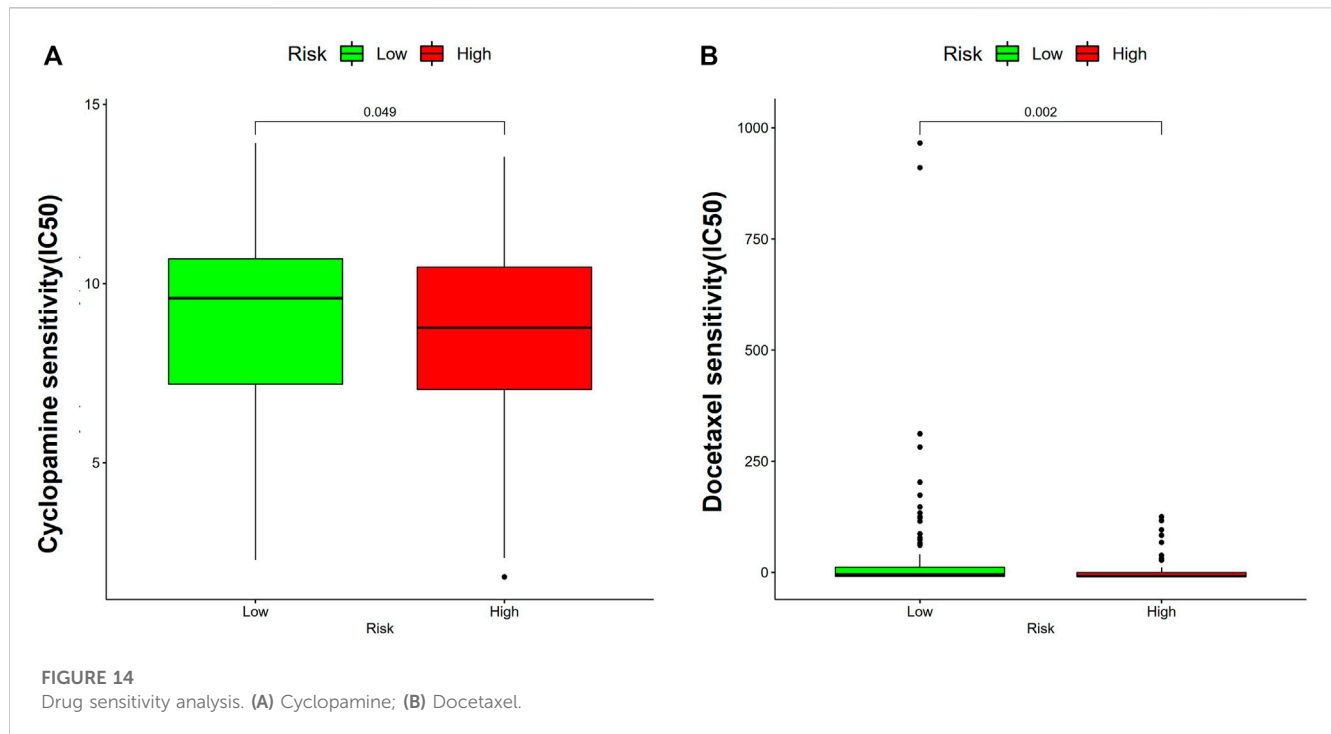 A
Risk Low High
Cyclopamine sensitivity(IC50)
15
10
5
0.049
Low High
Risk
B
Risk Low High
Docetaxel sensitivity(IC50)
1000
750
500
250
0
0.002
Low High
Risk
FIGURE 14
Drug sensitivity analysis. (A) Cyclopamine; (B) Docetaxel.